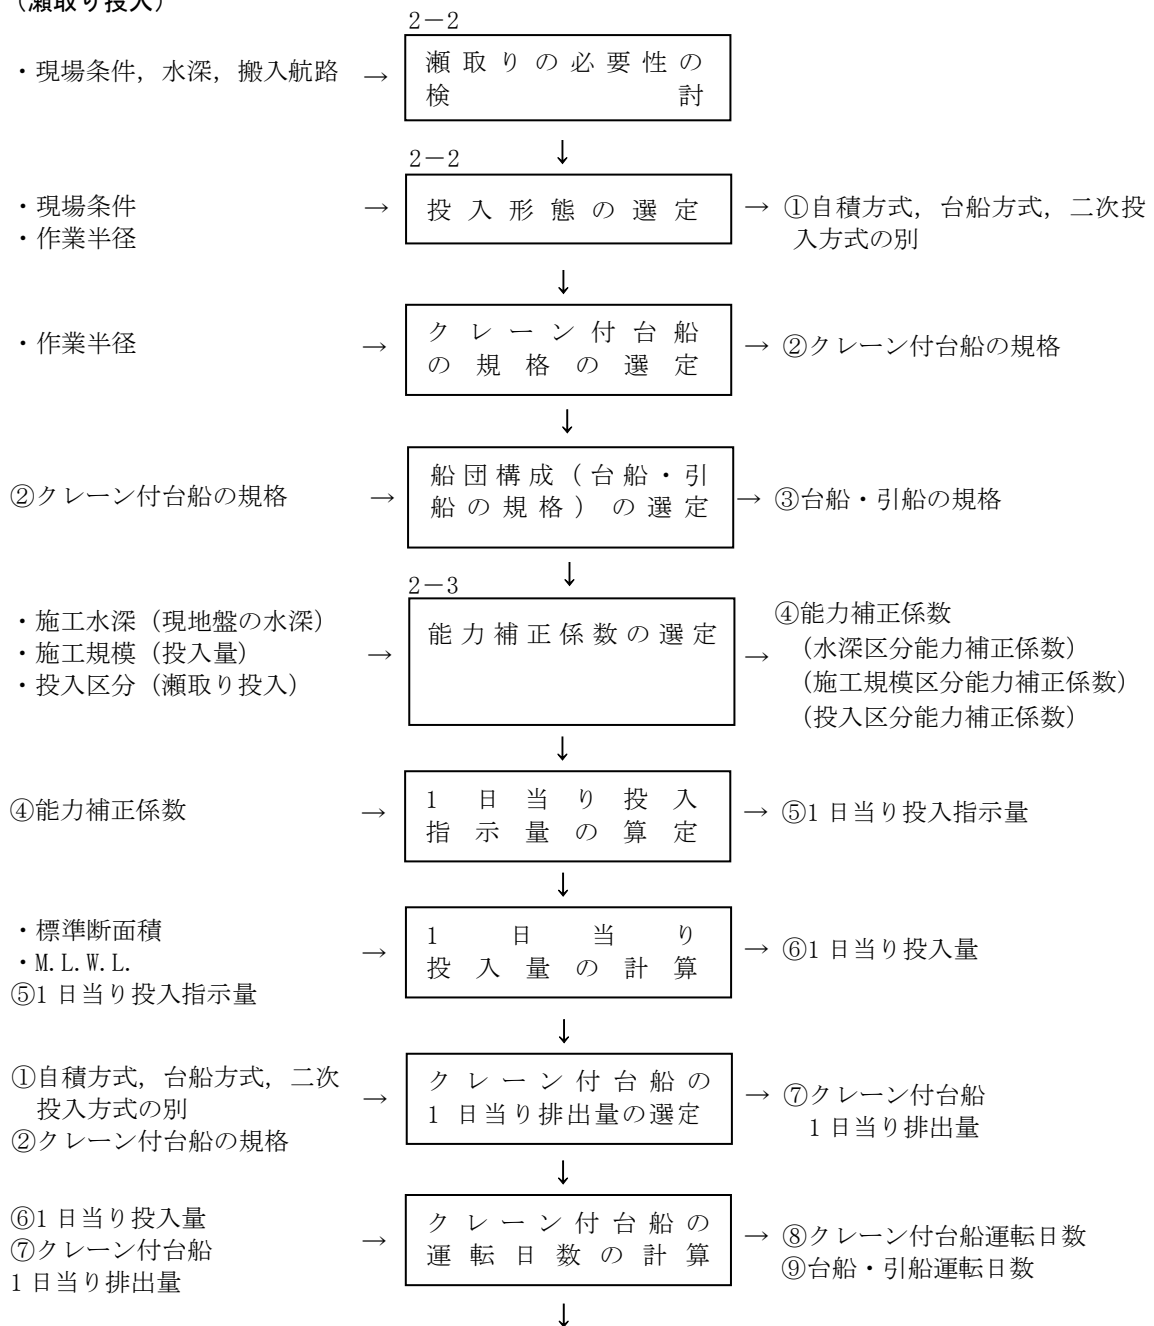 （瀬取り投入）
2－2
・現場条件，水深，搬入航路 → 瀬取りの必要性の
検討
↓
2－2
・現場条件 → 投入形態の選定 → ①自積方式，台船方式，二次投
・作業半径 入方式の別
↓
・作業半径 → クレーン付台船 → ②クレーン付台船の規格
の規格の選定
↓
②クレーン付台船の規格 → 船団構成（台船・引 → ③台船・引船の規格
船の規格）の選定
↓
2－3
・施工水深（現地盤の水深） 能力補正係数の選定 ④能力補正係数
・施工規模（投入量） → → （水深区分能力補正係数）
・投入区分（瀬取り投入） （施工規模区分能力補正係数）
（投入区分能力補正係数）
↓
④能力補正係数 → 1日当り投入 → ⑤1日当り投入指示量
指示量の算定
↓
・標準断面積 1日当り
・M.L.W.L. → 投入量の計算 → ⑥1日当り投入量
⑤1日当り投入指示量
↓
①自積方式，台船方式，二次 クレーン付台船の
投入方式の別 → 1日当り排出量の選定 → ⑦クレーン付台船
②クレーン付台船の規格 1日当り排出量
↓
⑥1日当り投入量 クレーン付台船の
⑦クレーン付台船 → 運転日数の計算 → ⑧クレーン付台船運転日数
1日当り排出量 ⑨台船・引船運転日数
↓